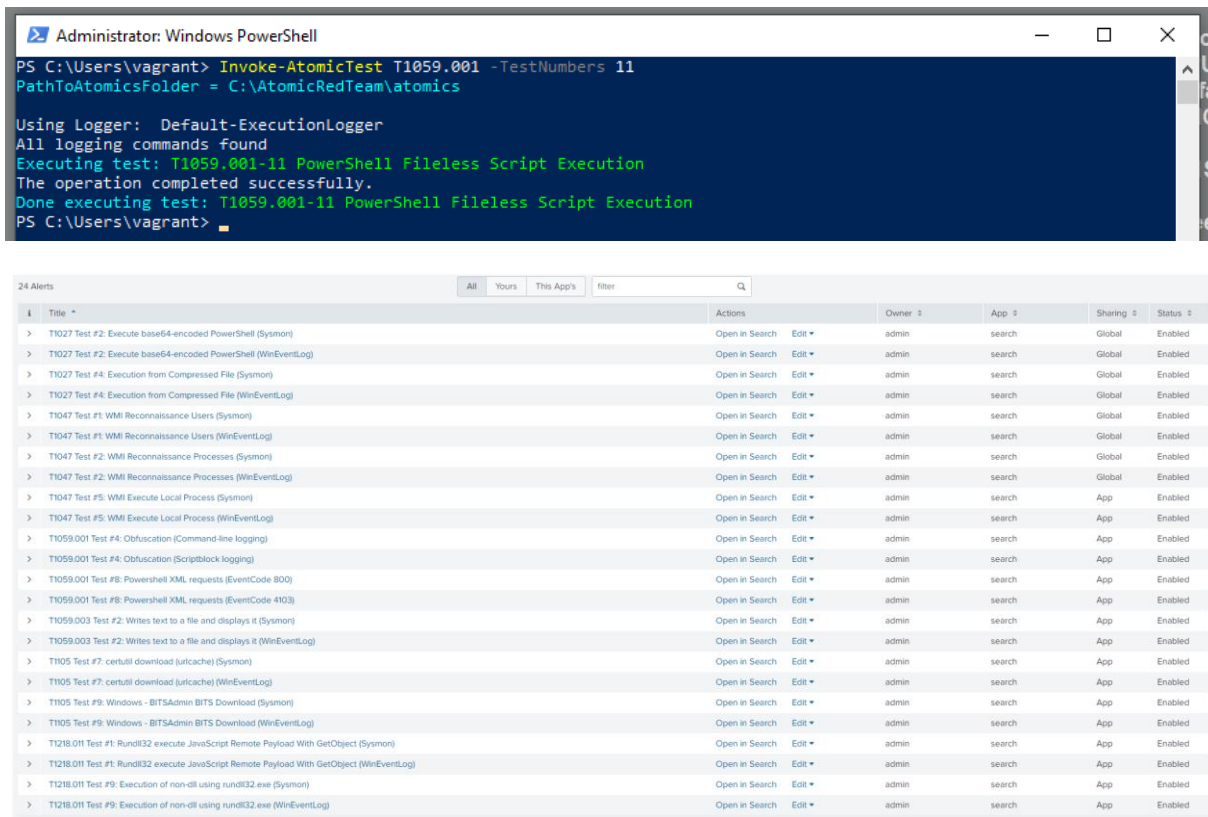 Administrator: Windows PowerShell
PS C:\Users\vagrant> Invoke-AtomicTest T1059.001 -TestNumbers 11
PathToAtomicsFolder = C:\AtomicRedTeam\atomics
Using Logger:  Default-ExecutionLogger
All logging commands found
Executing test: T1059.001-11 PowerShell Fileless Script Execution
The operation completed successfully.
Done executing test: T1059.001-11 PowerShell Fileless Script Execution
PS C:\Users\vagrant>
24 Alerts All Yours This App's filter
i Title Actions Owner App Sharing Status
> T1027 Test #2: Execute base64-encoded PowerShell (Sysmon) Open in Search Edit admin search Global Enabled
> T1027 Test #2: Execute base64-encoded PowerShell (WinEventLog) Open in Search Edit admin search Global Enabled
> T1027 Test #4: Execution from Compressed File (Sysmon) Open in Search Edit admin search Global Enabled
> T1027 Test #4: Execution from Compressed File (WinEventLog) Open in Search Edit admin search Global Enabled
> T1047 Test #1: WMI Reconnaissance Users (Sysmon) Open in Search Edit admin search Global Enabled
> T1047 Test #1: WMI Reconnaissance Users (WinEventLog) Open in Search Edit admin search Global Enabled
> T1047 Test #2: WMI Reconnaissance Processes (Sysmon) Open in Search Edit admin search Global Enabled
> T1047 Test #2: WMI Reconnaissance Processes (WinEventLog) Open in Search Edit admin search Global Enabled
> T1047 Test #5: WMI Execute Local Process (Sysmon) Open in Search Edit admin search App Enabled
> T1047 Test #5: WMI Execute Local Process (WinEventLog) Open in Search Edit admin search App Enabled
> T1059.001 Test #4: Obfuscation (Command-line logging) Open in Search Edit admin search App Enabled
> T1059.001 Test #4: Obfuscation (Scriptblock logging) Open in Search Edit admin search App Enabled
> T1059.001 Test #8: Powershell XML requests (EventCode 800) Open in Search Edit admin search App Enabled
> T1059.001 Test #8: Powershell XML requests (EventCode 4103) Open in Search Edit admin search App Enabled
> T1059.003 Test #2: Writes text to a file and displays it (Sysmon) Open in Search Edit admin search App Enabled
> T1059.003 Test #2: Writes text to a file and displays it (WinEventLog) Open in Search Edit admin search App Enabled
> T1105 Test #7: certutil download (urlcache) (Sysmon) Open in Search Edit admin search App Enabled
> T1105 Test #7: certutil download (urlcache) (WinEventLog) Open in Search Edit admin search App Enabled
> T1105 Test #9: Windows - BITSAdmin BITS Download (Sysmon) Open in Search Edit admin search App Enabled
> T1105 Test #9: Windows - BITSAdmin BITS Download (WinEventLog) Open in Search Edit admin search App Enabled
> T1218.011 Test #1: Rundll32 execute JavaScript Remote Payload With GetObject (Sysmon) Open in Search Edit admin search App Enabled
> T1218.011 Test #1: Rundll32 execute JavaScript Remote Payload With GetObject (WinEventLog) Open in Search Edit admin search App Enabled
> T1218.011 Test #9: Execution of non-dll using rundll32.exe (Sysmon) Open in Search Edit admin search App Enabled
> T1218.011 Test #9: Execution of non-dll using rundll32.exe (WinEventLog) Open in Search Edit admin search App Enabled